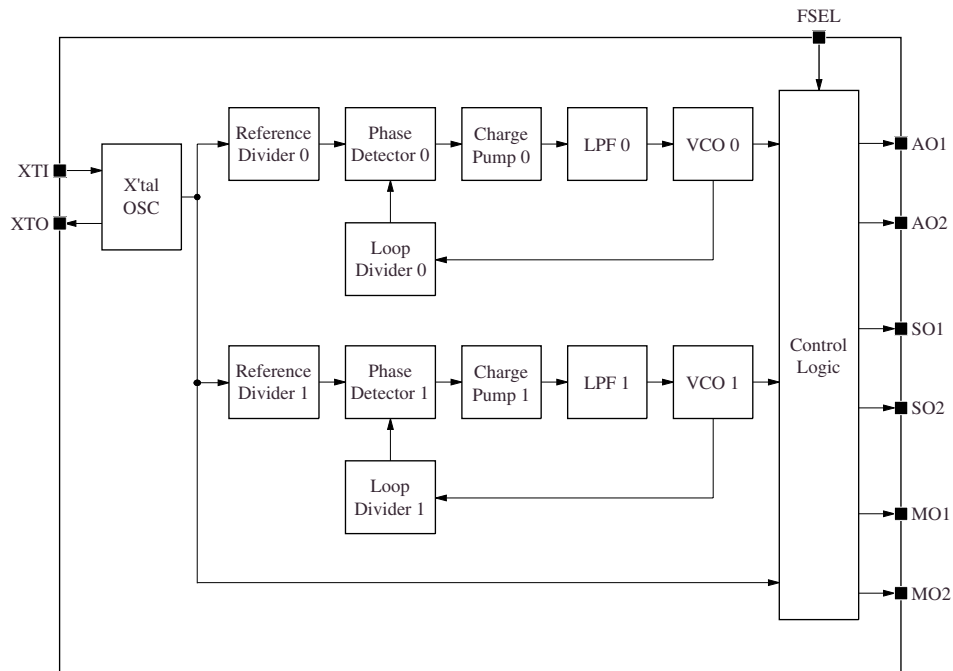 FSEL
Reference
Divider 0
Phase
Detector 0
Charge
Pump 0
LPF 0
VCO 0
AO1
XTI
X'tal
OSC
XTO
AO2
Loop
Divider 0
SO1
Control
Logic
Reference
Divider 1
Phase
Detector 1
Charge
Pump 1
LPF 1
VCO 1
SO2
Loop
Divider 1
MO1
MO2